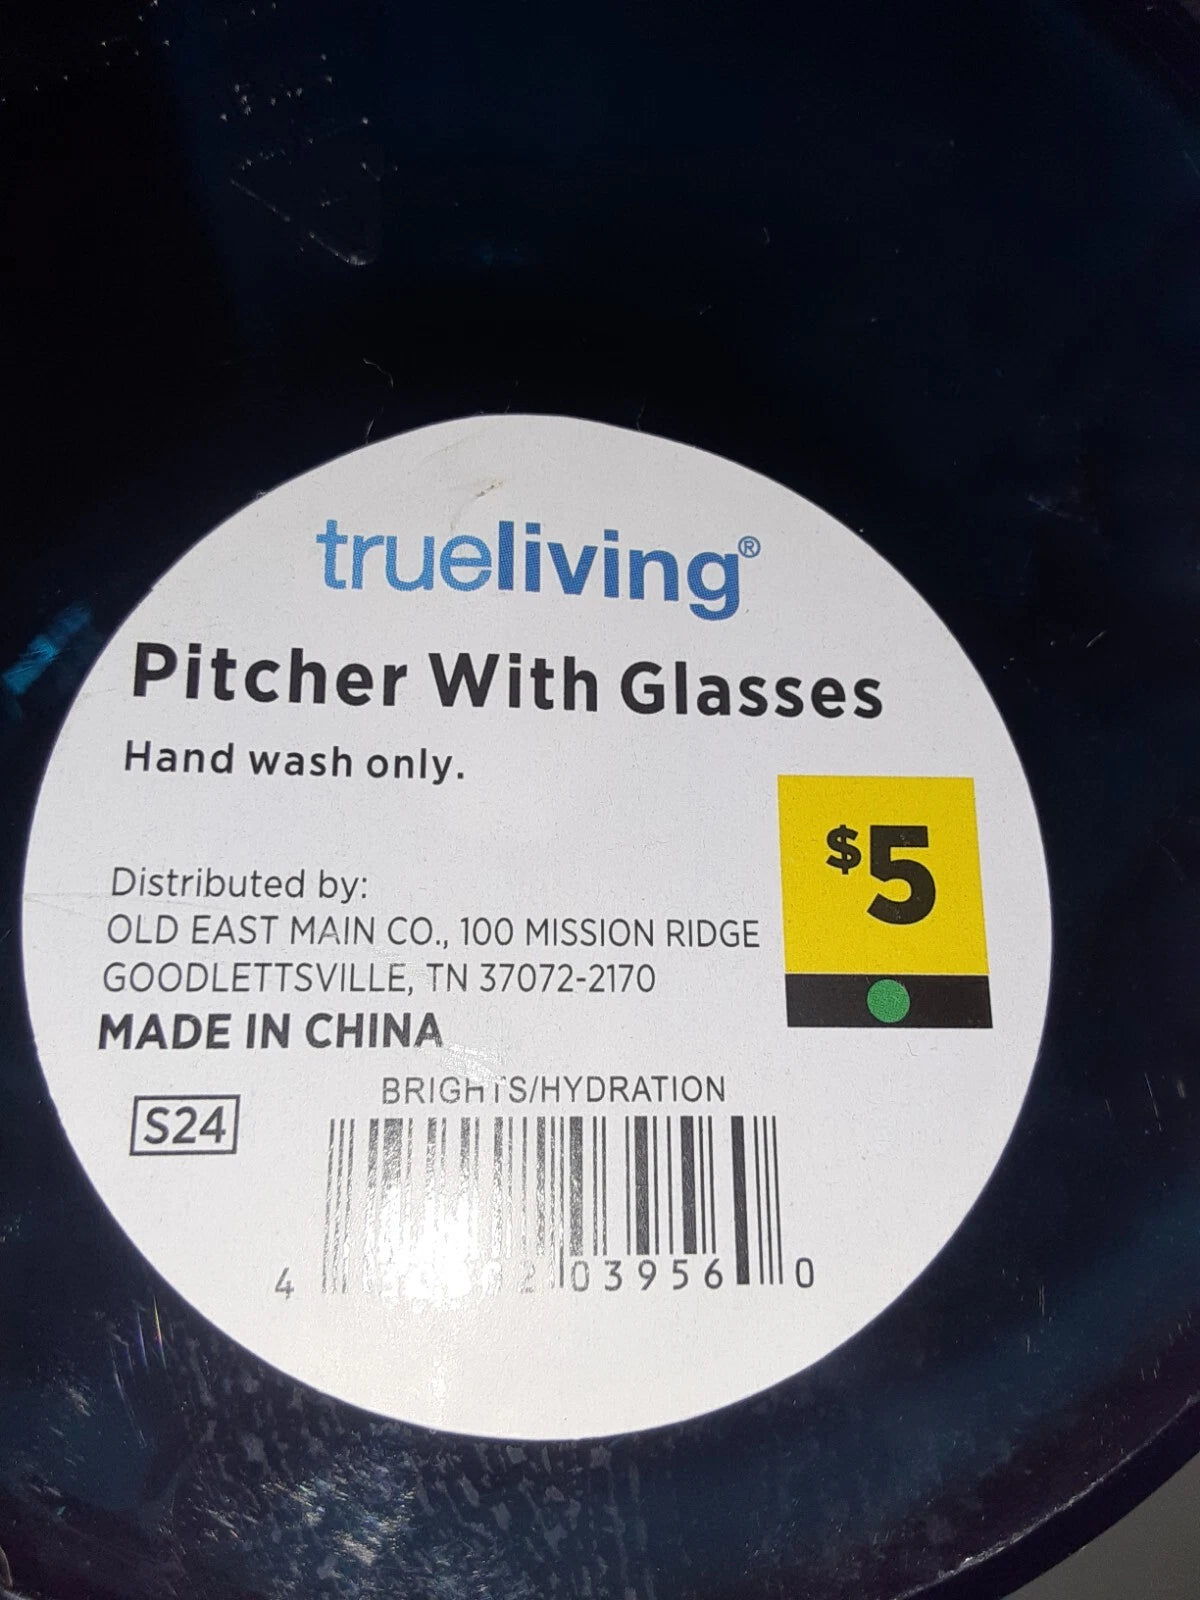 trueliving®
Pitcher With Glasses
Hand wash only.
$5
Distributed by:
OLD EAST MAIN CO., 100 MISSION RIDGE
GOODLETTSVILLE, TN 37072-2170
MADE IN CHINA
BRIGHTS/HYDRATION
S24
4 2 03956 0